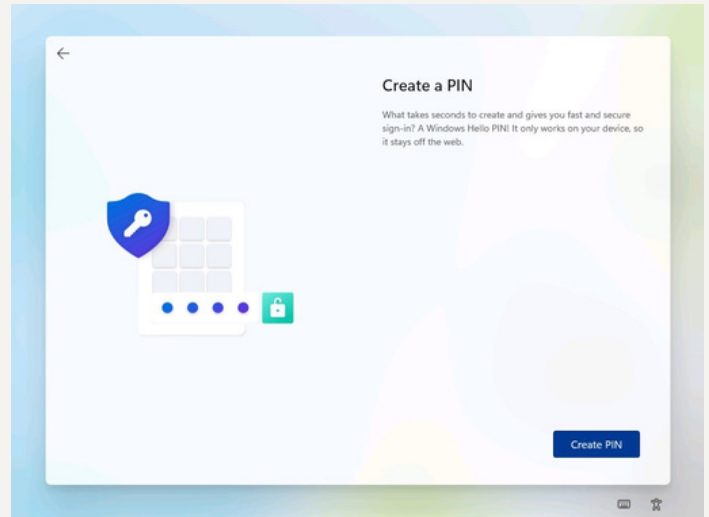 Create a PIN
What takes seconds to create and gives you fast and secure
sign-in? A Windows Hello PIN! It only works on your device, so
it stays off the web.
Create PIN